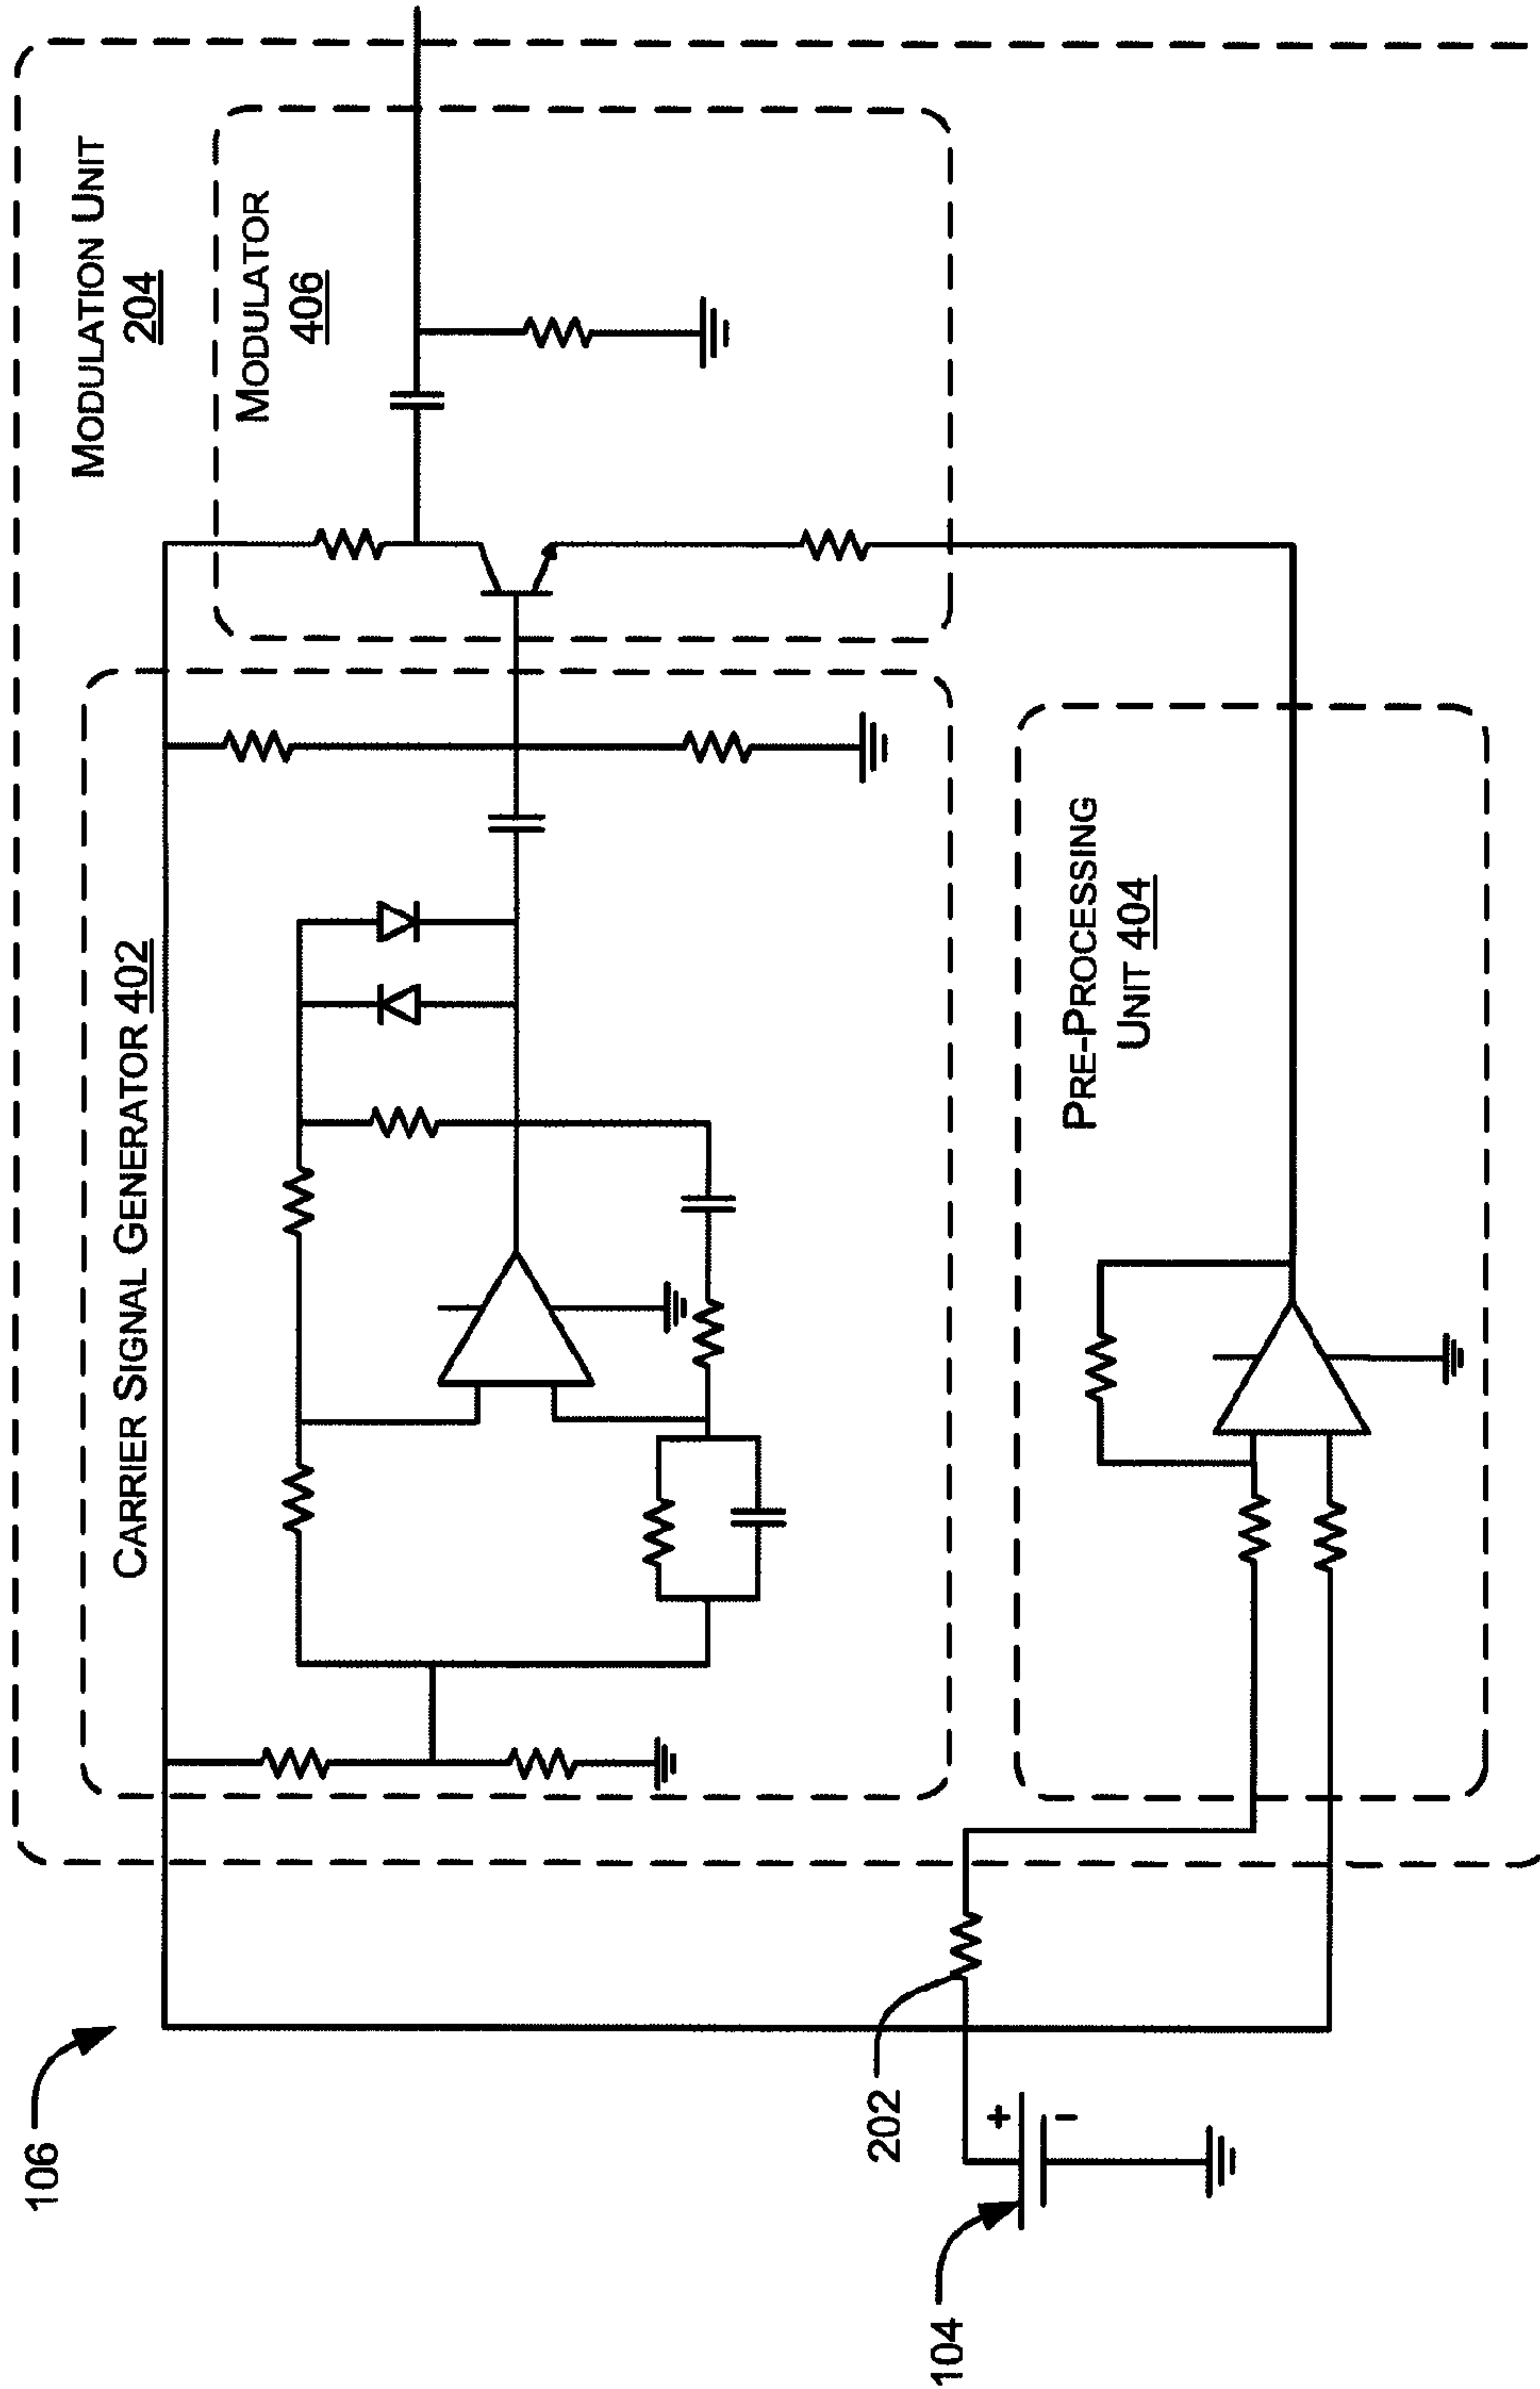 106
MODULATION UNIT
204
CARRIER SIGNAL GENERATOR 402
MODULATOR
406
202
104
+
-
PRE-PROCESSING
UNIT 404